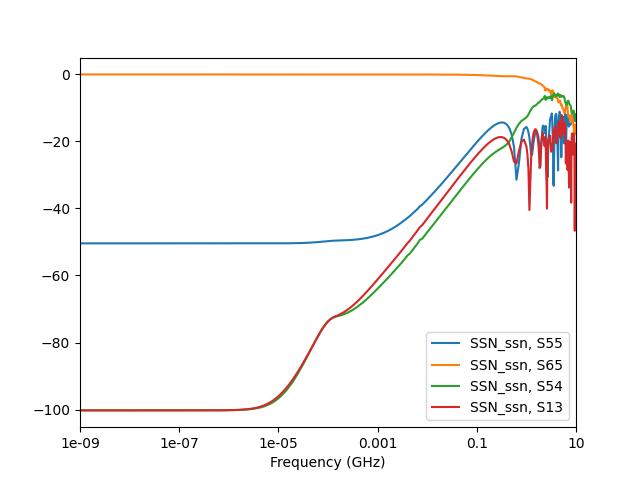 0
−20
−40
−60
−80
−100
1e-09
1e-07
1e-05
0.001
0.1
10
Frequency (GHz)
SSN_ssn, S55
SSN_ssn, S65
SSN_ssn, S54
SSN_ssn, S13